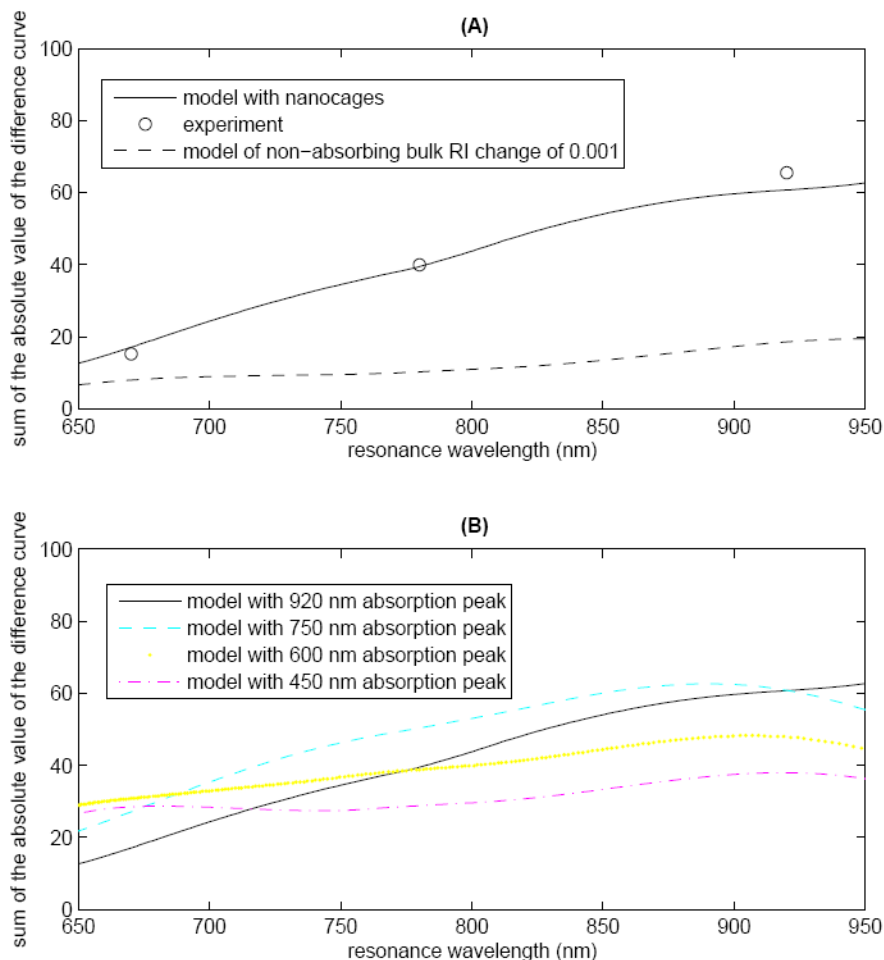 (A)
sum of the absolute value of the difference curve
100
80
60
40
20
0
model with nanocages
experiment
model of non-absorbing bulk RI change of 0.001
650 700 750 800 850 900 950
resonance wavelength (nm)
(B)
sum of the absolute value of the difference curve
100
80
60
40
20
0
model with 920 nm absorption peak
model with 750 nm absorption peak
model with 600 nm absorption peak
model with 450 nm absorption peak
650 700 750 800 850 900 950
resonance wavelength (nm)